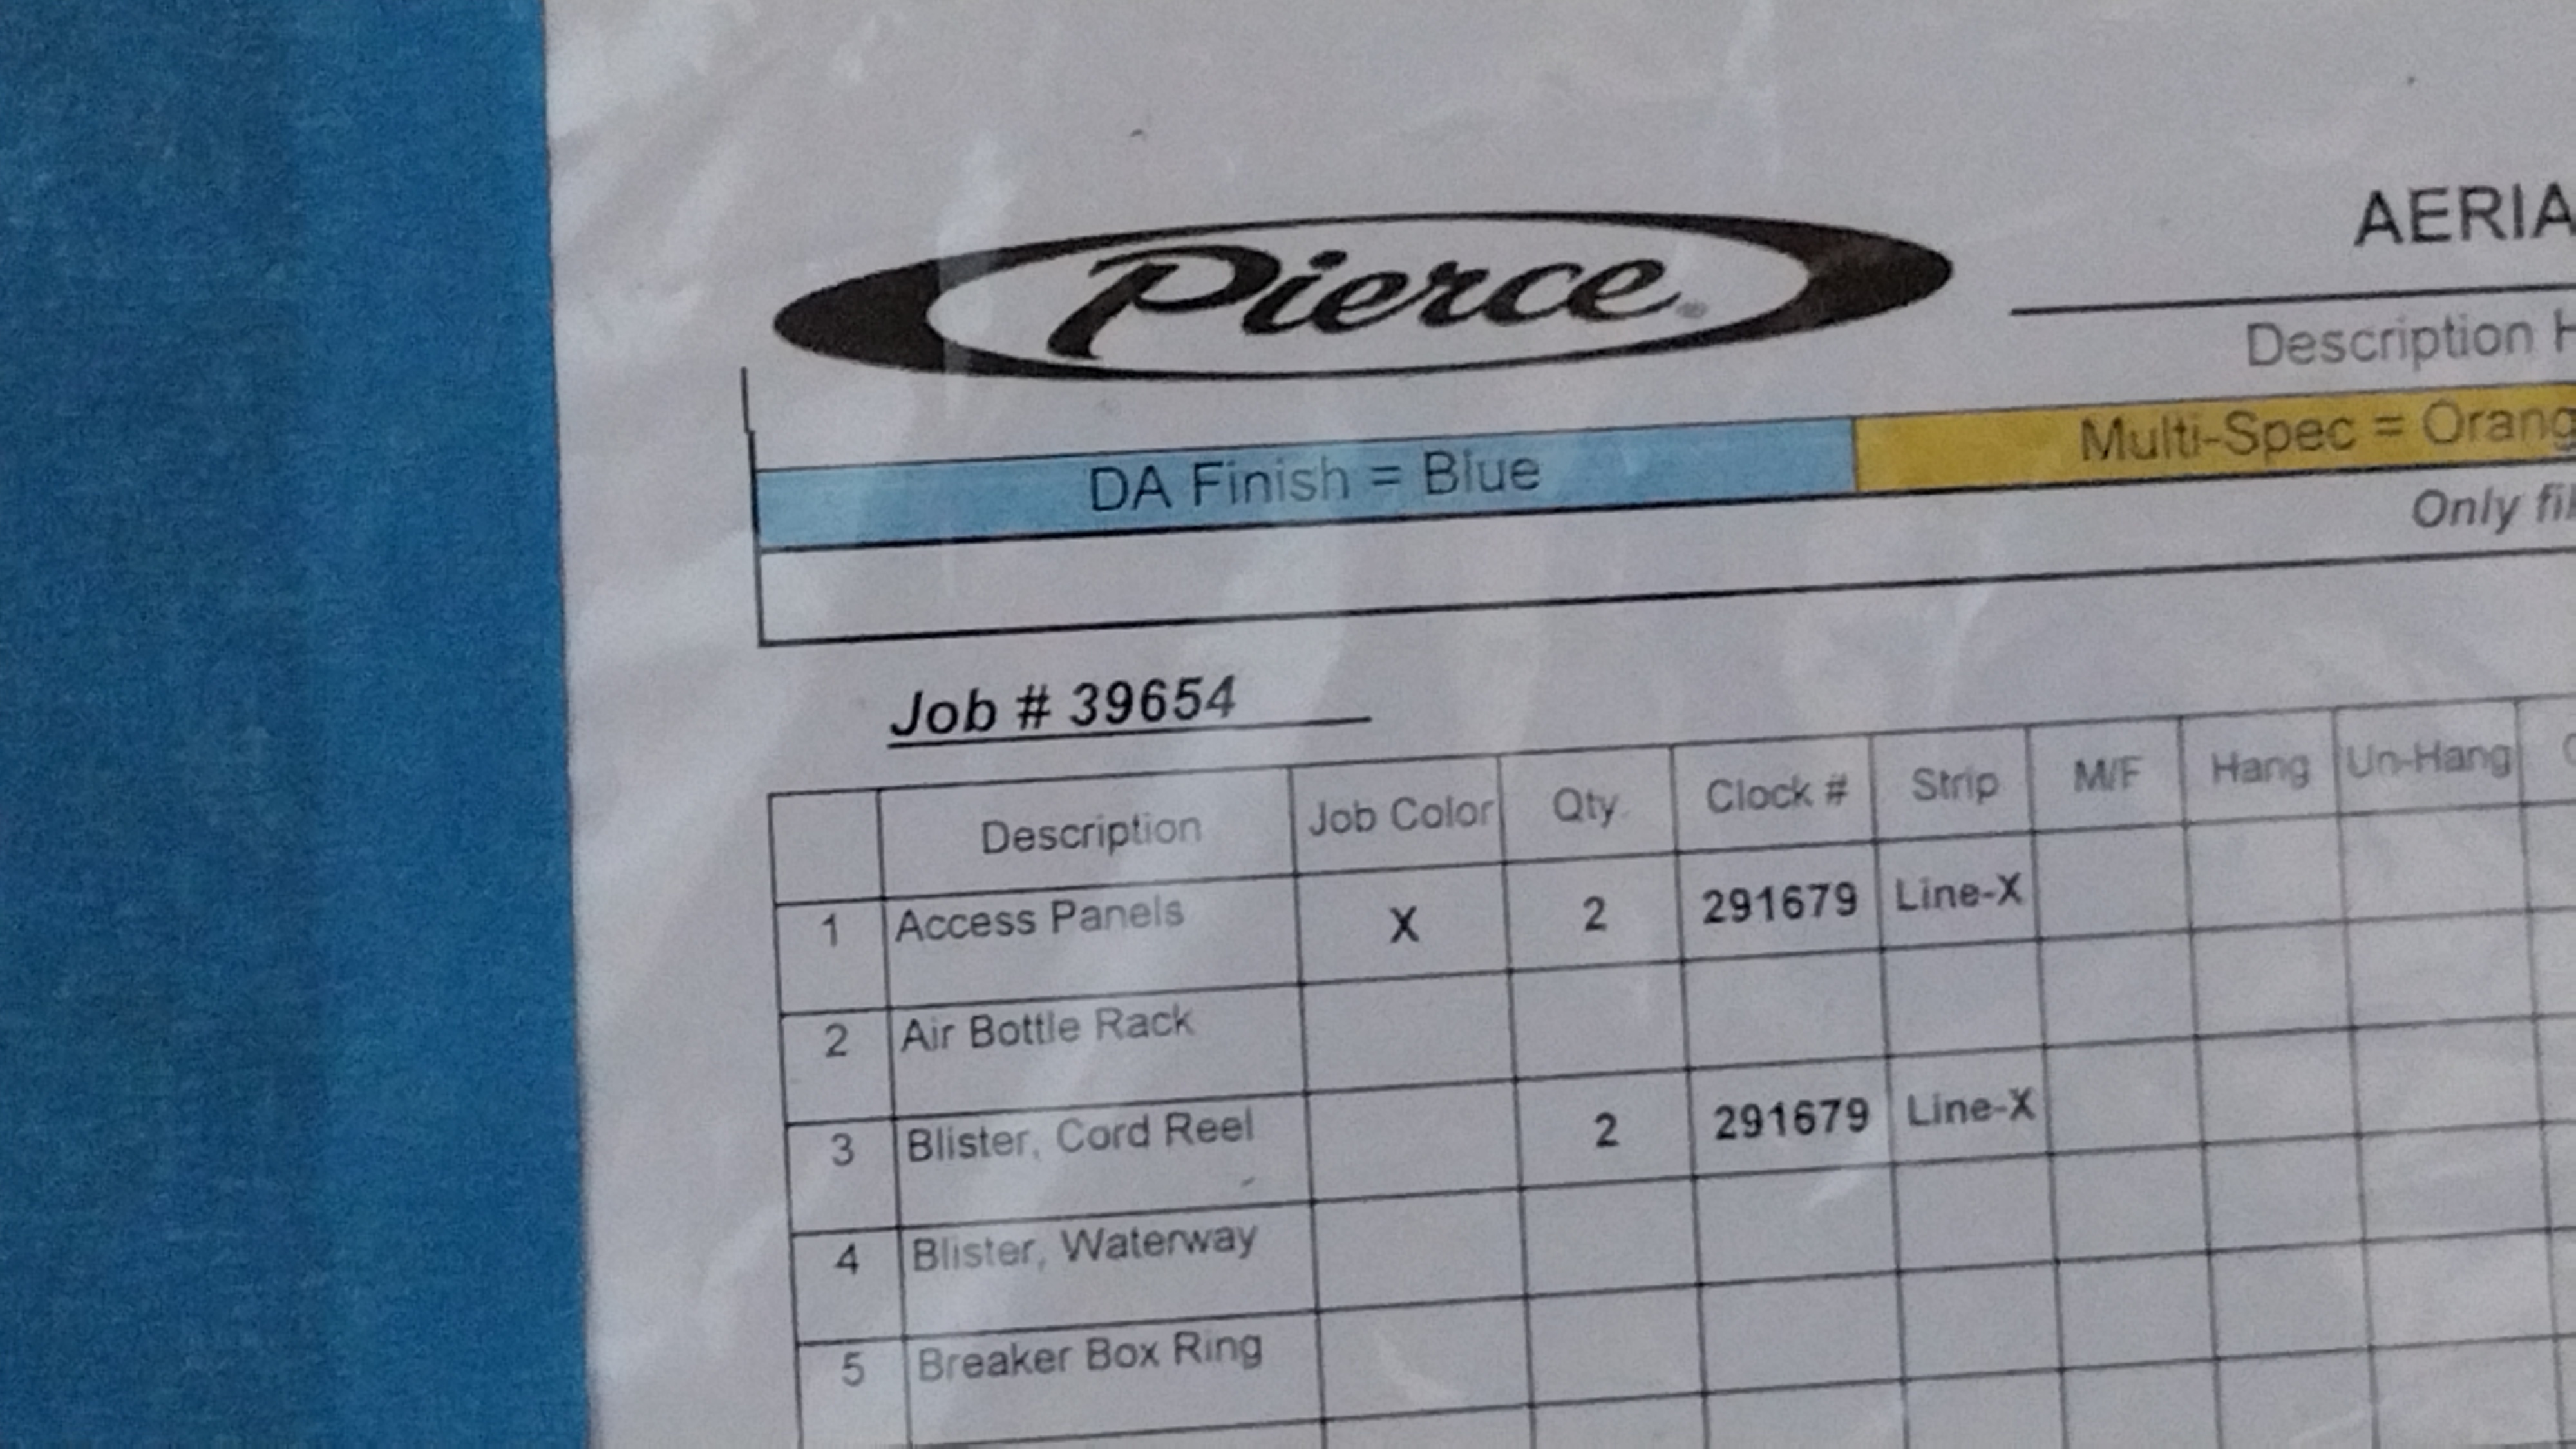 Pierce
AERIA
Description H
DA Finish = Blue Multi-Spec = Orang
Only fil
Job # 39654
Description Job Color Qty. Clock # Strip M/F Hang Un-Hang
1 Access Panels X 2 291679 Line-X
2 Air Bottle Rack
3 Blister, Cord Reel 2 291679 Line-X
4 Blister, Waterway
5 Breaker Box Ring